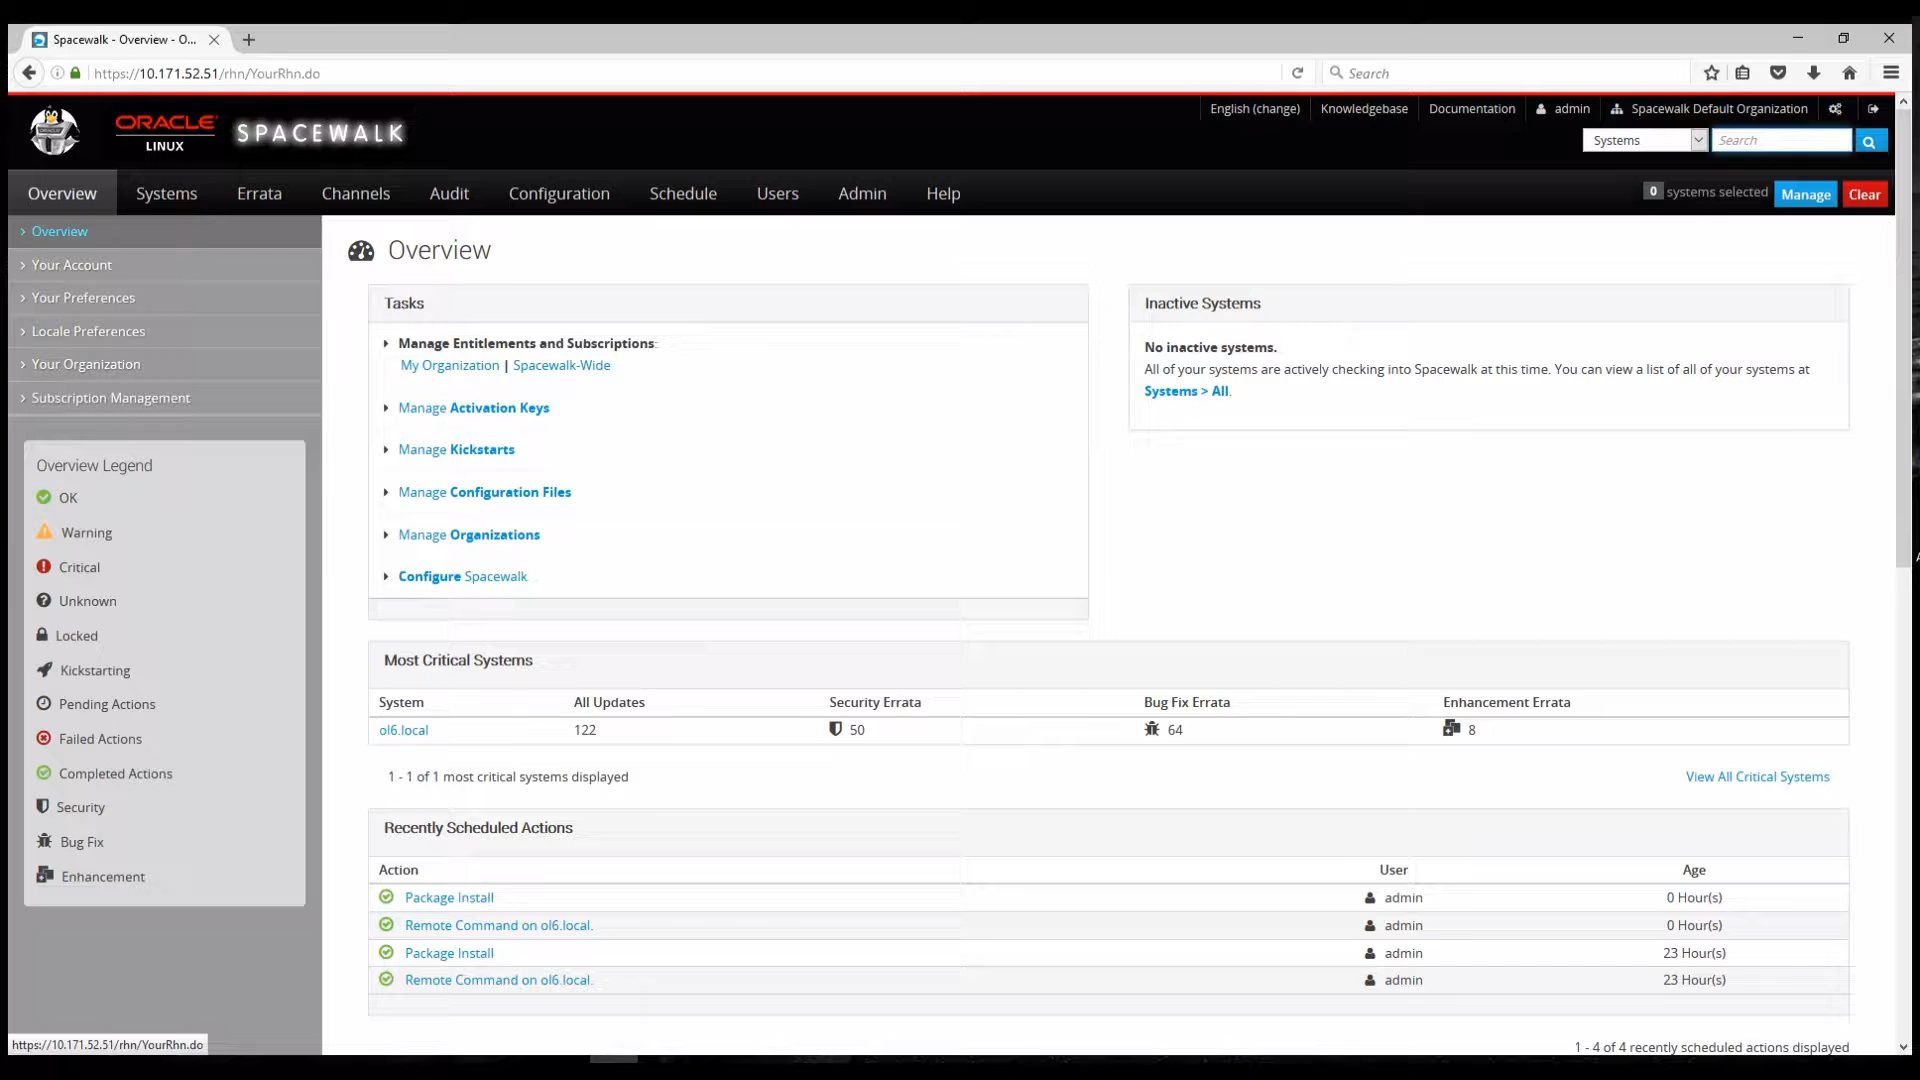 Spacewalk - Overview - O...
https://10.171.52.51/rhn/YourRhn.do
Search
English (change)
Knowledgebase
Documentation
admin
Spacewalk Default Organization
ORACLE
LINUX
SPACEWALK
Systems
Search
Overview Systems Errata Channels Audit Configuration Schedule Users Admin Help
0 systems selected Manage Clear
Overview
Your Account
Your Preferences
Locale Preferences
Your Organization
Subscription Management
Overview Legend
OK
Warning
Critical
Unknown
Locked
Kickstarting
Pending Actions
Failed Actions
Completed Actions
Security
Bug Fix
Enhancement
Overview
Tasks
Manage Entitlements and Subscriptions:
My Organization | Spacewalk-Wide
Manage Activation Keys
Manage Kickstarts
Manage Configuration Files
Manage Organizations
Configure Spacewalk
Inactive Systems
No inactive systems.
All of your systems are actively checking into Spacewalk at this time. You can view a list of all of your systems at
Systems > All.
Most Critical Systems
System All Updates Security Errata Bug Fix Errata Enhancement Errata
ol6.local 122 50 64 8
1 - 1 of 1 most critical systems displayed
View All Critical Systems
Recently Scheduled Actions
Action User Age
Package Install admin 0 Hour(s)
Remote Command on ol6.local. admin 0 Hour(s)
Package Install admin 23 Hour(s)
Remote Command on ol6.local. admin 23 Hour(s)
1 - 4 of 4 recently scheduled actions displayed
https://10.171.52.51/rhn/YourRhn.do